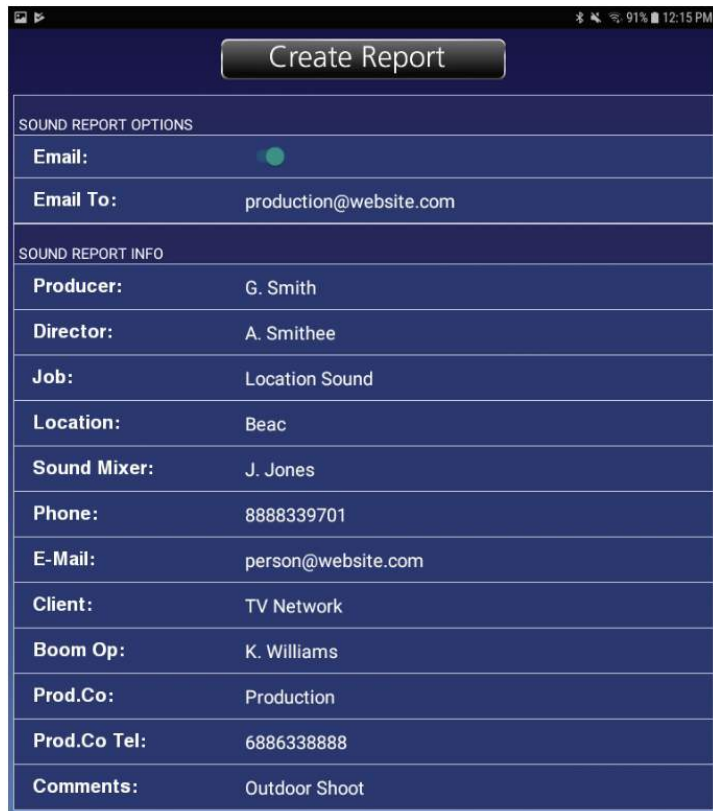 91% 12:15 PM
Create Report
SOUND REPORT OPTIONS
Email:
Email To: production@website.com
SOUND REPORT INFO
Producer: G. Smith
Director: A. Smithee
Job: Location Sound
Location: Beac
Sound Mixer: J. Jones
Phone: 8888339701
E-Mail: person@website.com
Client: TV Network
Boom Op: K. Williams
Prod.Co: Production
Prod.Co Tel: 6886338888
Comments: Outdoor Shoot